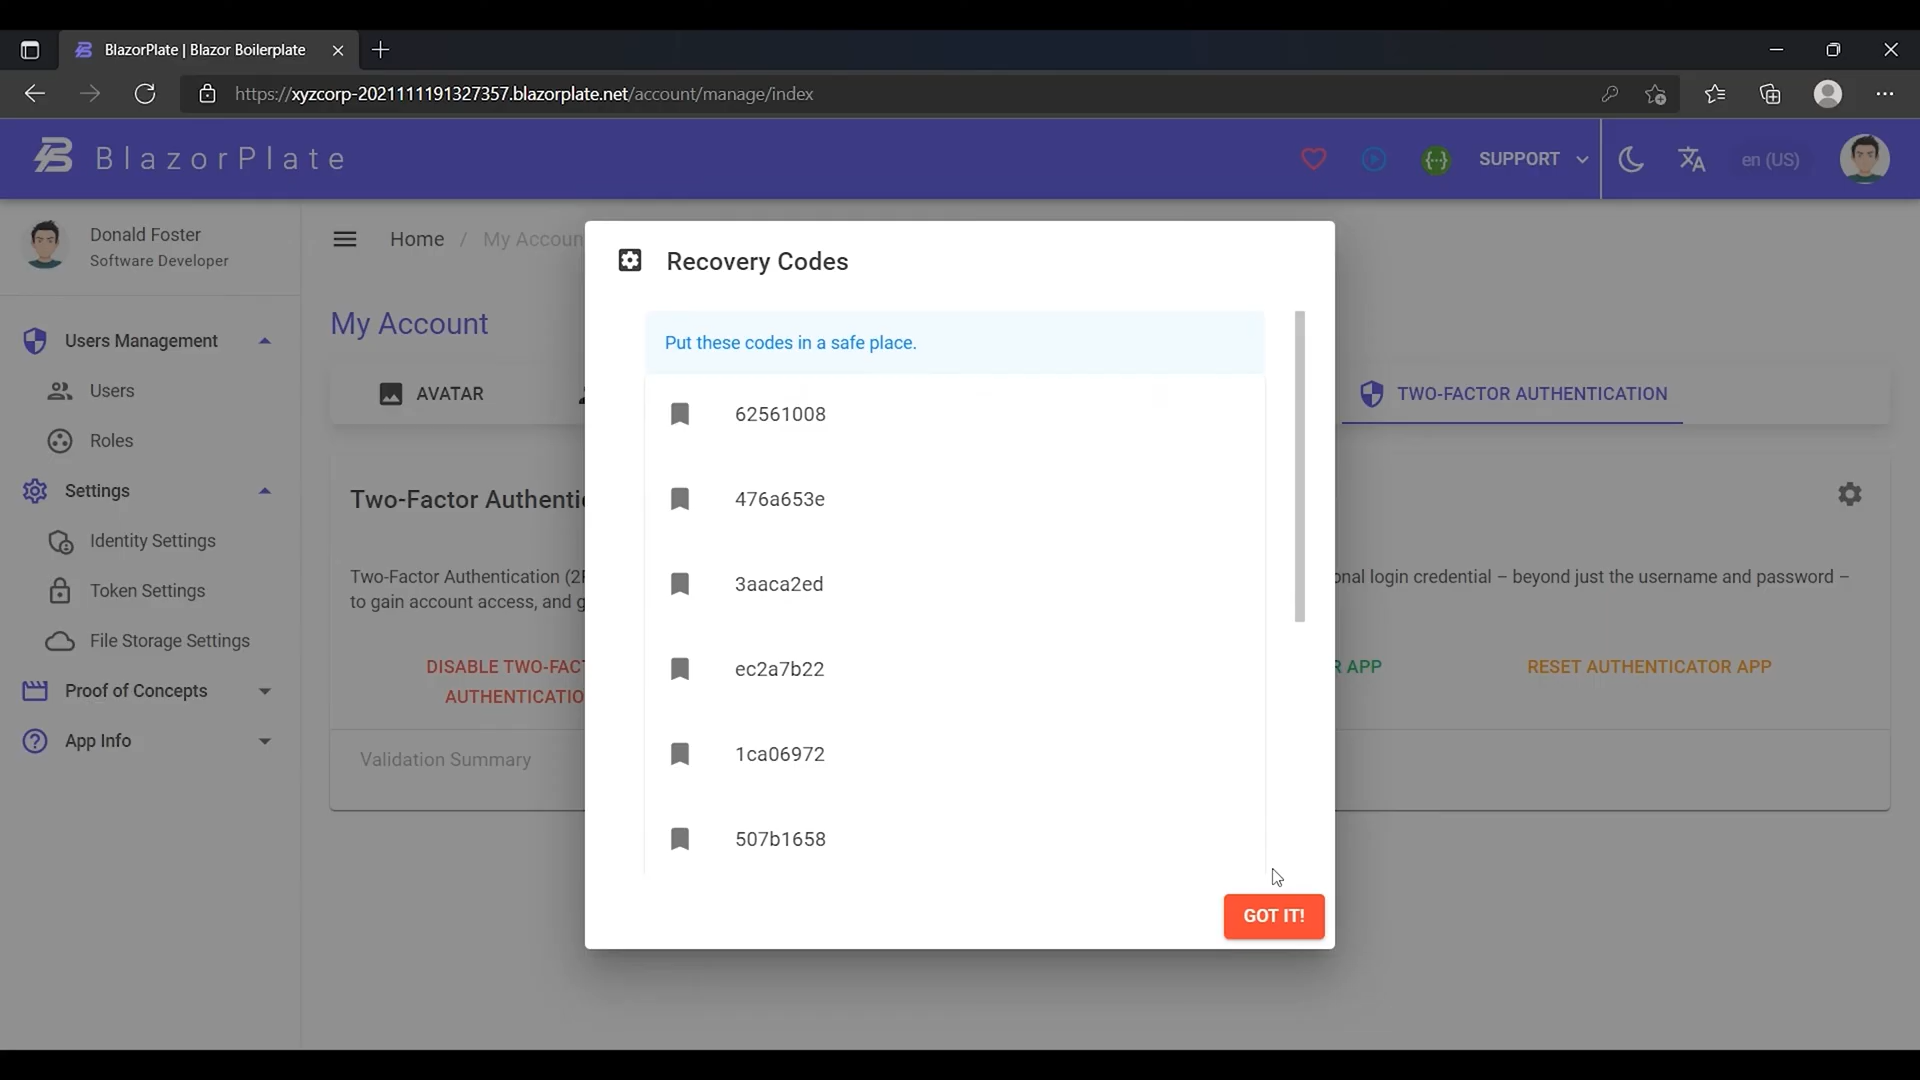 BlazorPlate | Blazor Boilerplate
https://xyzcorp-2021111191327357.blazorplate.net/account/manage/index
BlazorPlate
SUPPORT
en (US)
Donald Foster
Software Developer
Home / My Accoun
Recovery Codes
My Account
Put these codes in a safe place.
Users Management
Users
Roles
Settings
Identity Settings
Token Settings
File Storage Settings
Proof of Concepts
App Info
AVATAR
TWO-FACTOR AUTHENTICATION
62561008
476a653e
3aaca2ed
ec2a7b22
1ca06972
507b1658
Two-Factor Authentic
Two-Factor Authentication (2F
onal login credential – beyond just the username and password –
to gain account access, and g
DISABLE TWO-FACT
AUTHENTICATIO
R APP
RESET AUTHENTICATOR APP
Validation Summary
GOT IT!